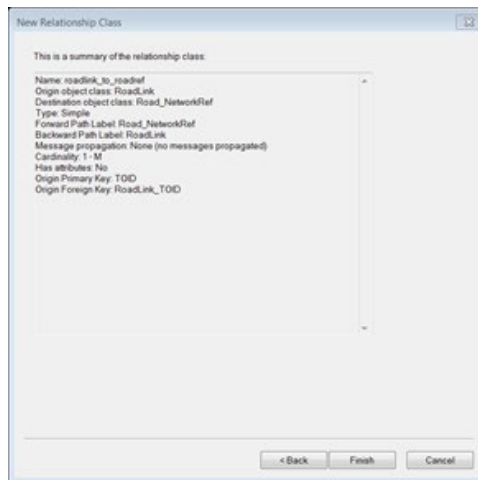 New Relationship Class
This is a summary of the relationship class:
Name: roadlink_to_roadref
Origin object class: RoadLink
Destination object class: Road_NetworkRef
Type: Simple
Forward Path Label: Road_NetworkRef
Backward Path Label: RoadLink
Message propagation: None (no messages propagated)
Cardinality: 1 - M
Has attributes: No
Origin Primary Key: TOID
Origin Foreign Key: RoadLink_TOID
< Back Finish Cancel